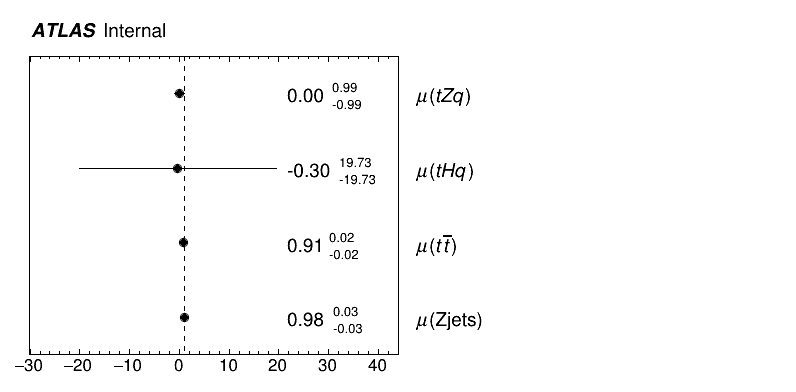 ATLAS Internal
0.00 0.99 -0.99 μ(tZq)
-0.30 19.73 -19.73 μ(tHq)
0.91 0.02 -0.02 μ(tt̅)
0.98 0.03 -0.03 μ(Zjets)
−30 −20 −10 0 10 20 30 40